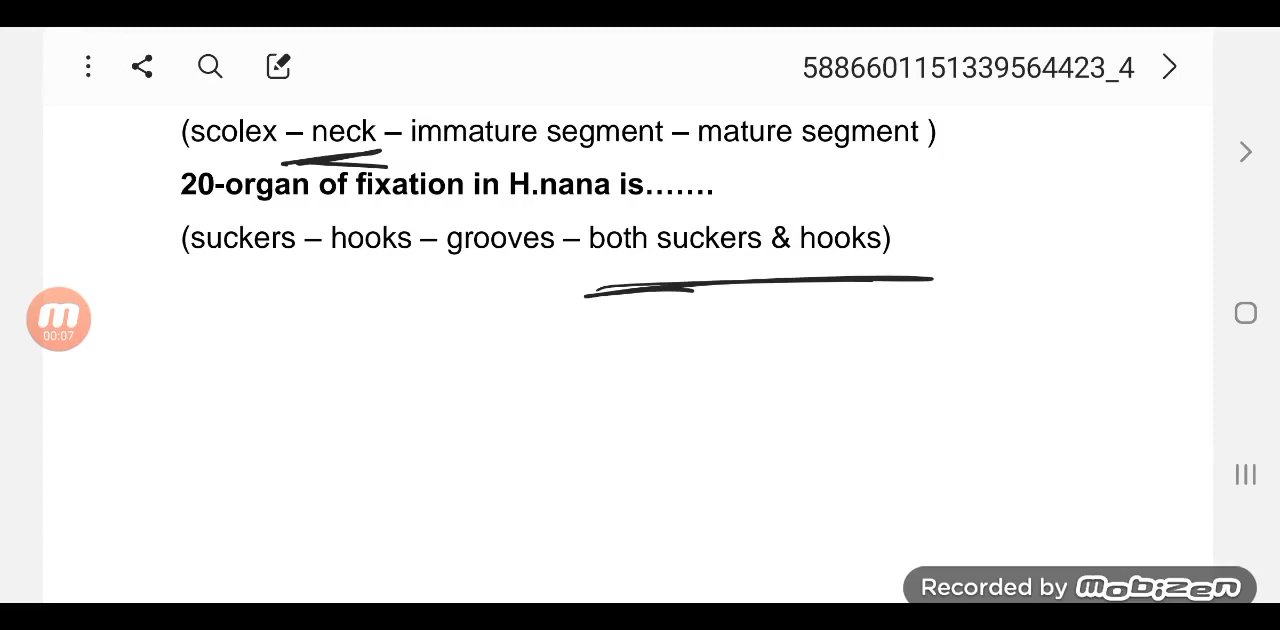 5886601151339564423_4
(scolex – neck – immature segment – mature segment )
20-organ of fixation in H.nana is…….
(suckers – hooks – grooves – both suckers & hooks)
m
00:07
Recorded by mobizen